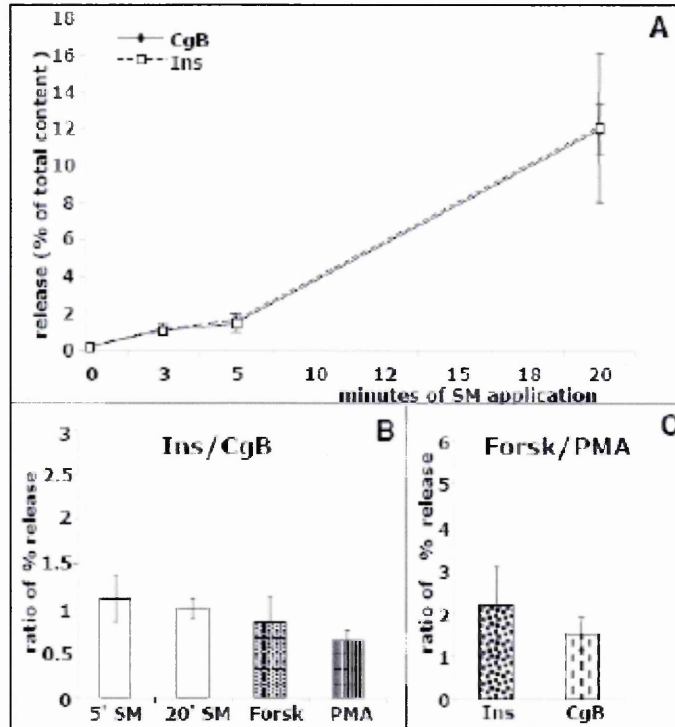 A
CgB
Ins
release (% of total content)
18
16
14
12
10
8
6
4
2
0
0 3 5 10 12 15 18 20
minutes of SM application
B
Ins/CgB
ratio of % release
3
2.5
2
1.5
1
0.5
0
5' SM 20' SM Forsk PMA
C
Forsk/PMA
ratio of % release
6
5
4
3
2
1
0
Ins CgB